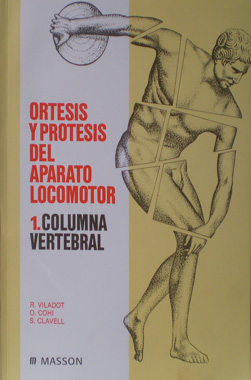 ORTESIS
Y PROTESIS
DEL
APARATO
LOCOMOTOR
1.COLUMNA
VERTEBRAL
R. VILADOT
O. COHI
S. CLAVELL
MASSON